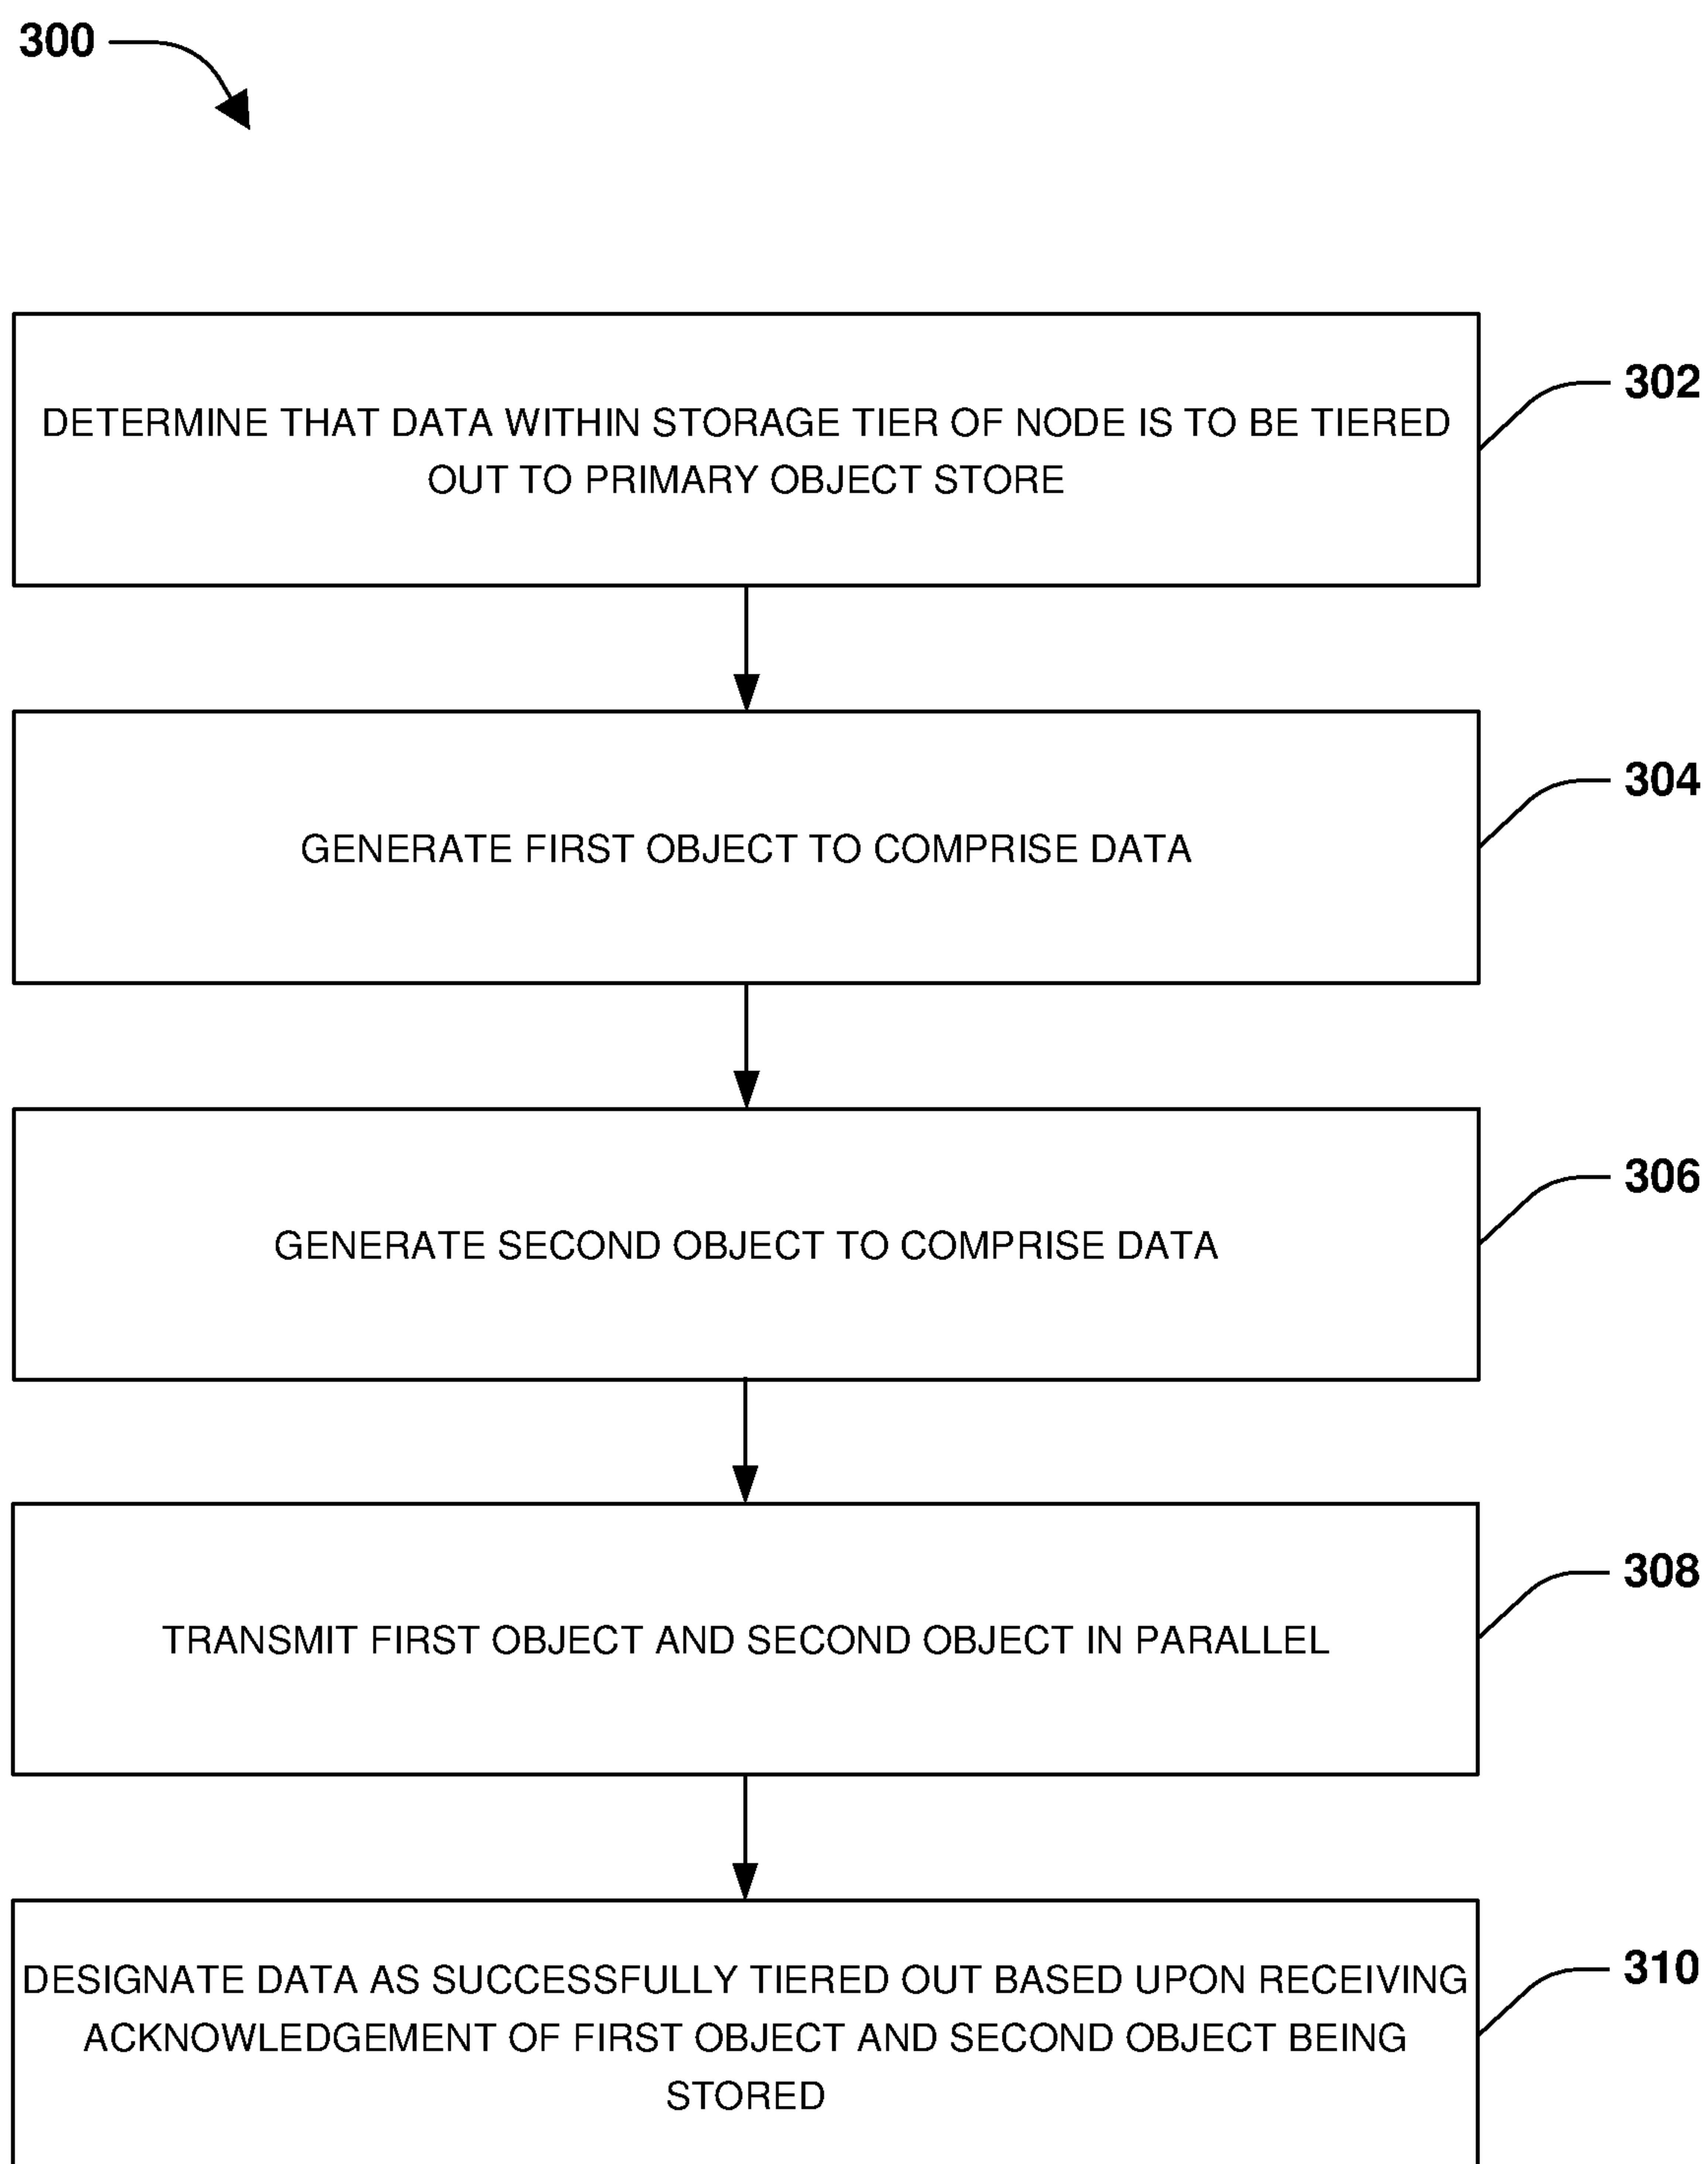 300
DETERMINE THAT DATA WITHIN STORAGE TIER OF NODE IS TO BE TIERED
OUT TO PRIMARY OBJECT STORE
302
GENERATE FIRST OBJECT TO COMPRISE DATA
304
GENERATE SECOND OBJECT TO COMPRISE DATA
306
TRANSMIT FIRST OBJECT AND SECOND OBJECT IN PARALLEL
308
DESIGNATE DATA AS SUCCESSFULLY TIERED OUT BASED UPON RECEIVING
ACKNOWLEDGEMENT OF FIRST OBJECT AND SECOND OBJECT BEING
STORED
310